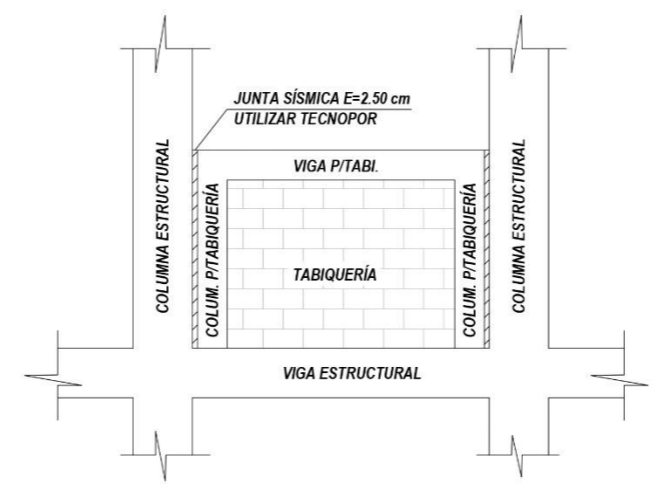 JUNTA SÍSMICA E=2.50 cm
UTILIZAR TECNOPOR
VIGA P/TABI.
COLUMNA ESTRUCTURAL
COLUM. P/TABIQUERÍA
TABIQUERÍA
COLUM. P/TABIQUERÍA
COLUMNA ESTRUCTURAL
VIGA ESTRUCTURAL